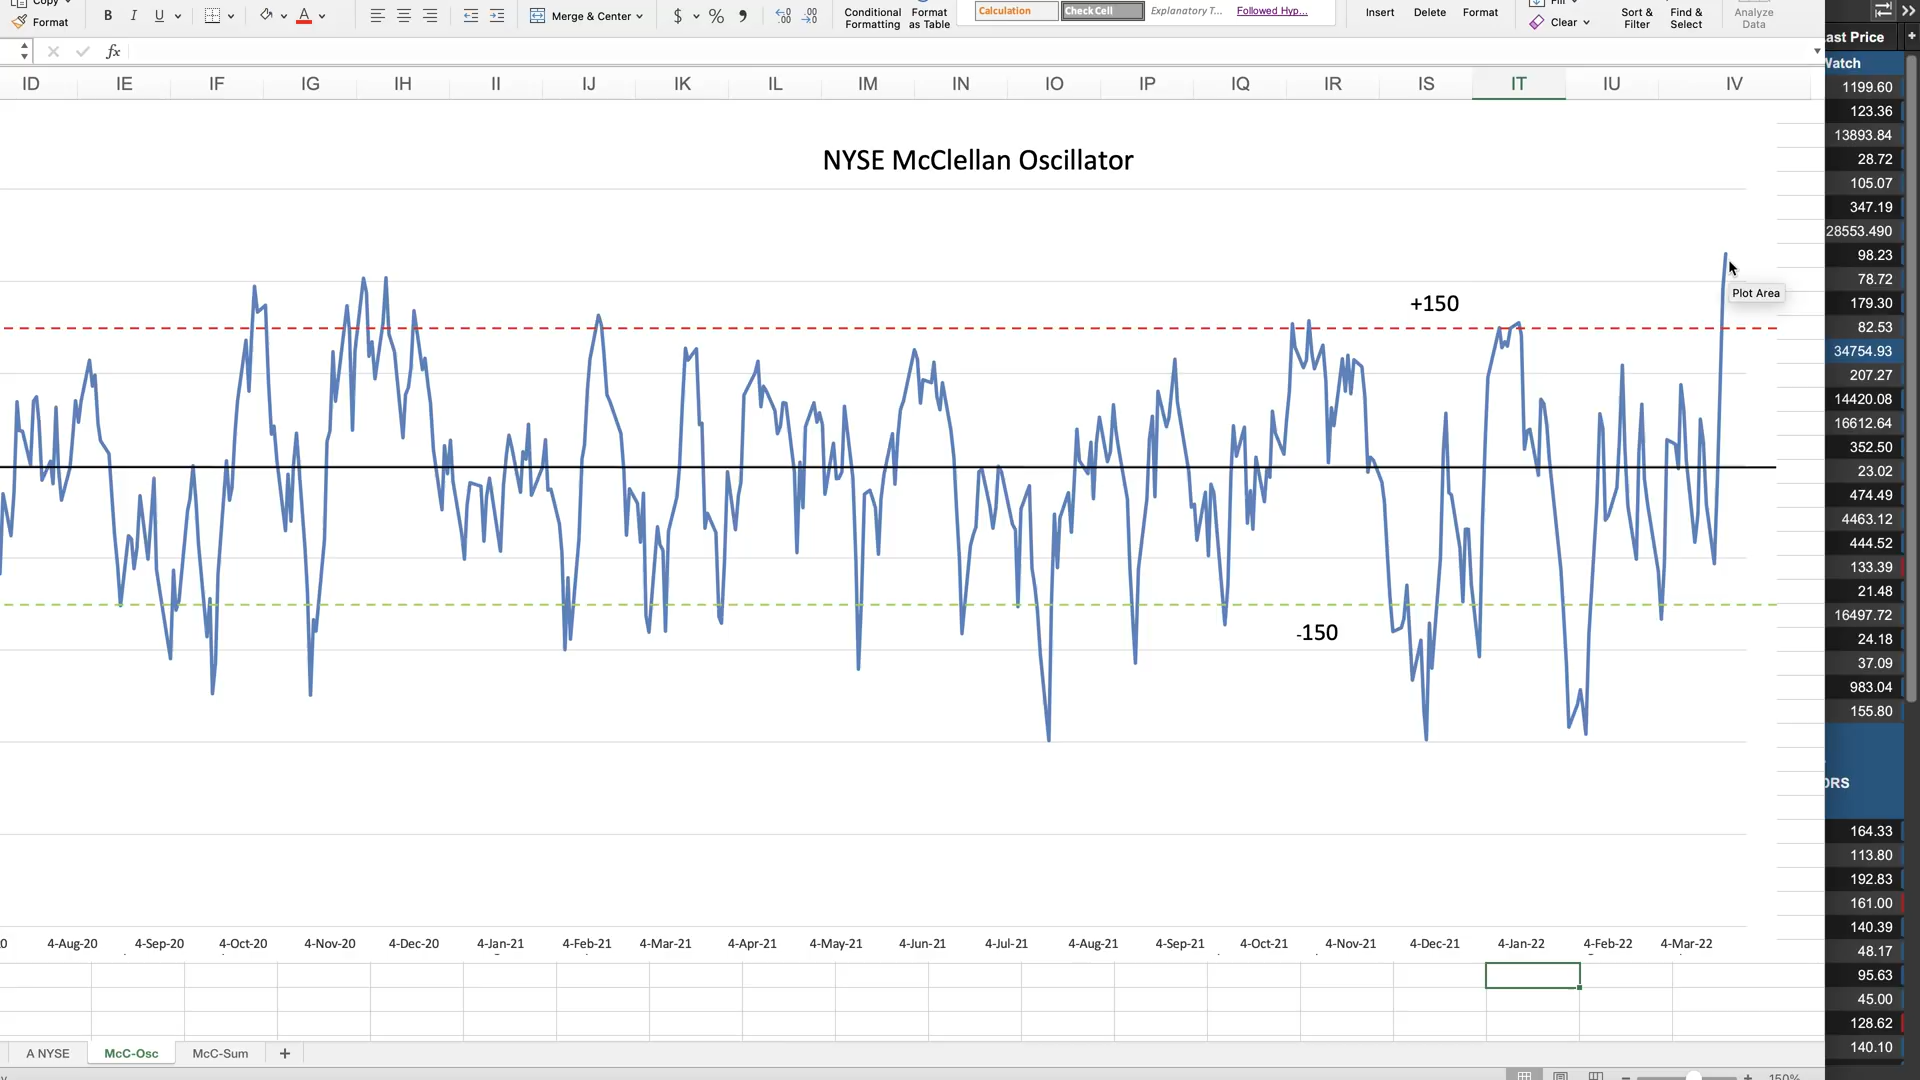 Copy
Format
B I U
A
Merge & Center
$ % ,
Conditional Formatting
Format as Table
Calculation
Check Cell
Explanatory T...
Followed Hyp...
Insert
Delete
Format
Clear
Sort & Filter
Find & Select
Analyze Data
fx
ID IE IF IG IH II IJ IK IL IM IN IO IP IQ IR IS IT IU IV
NYSE McClellan Oscillator
+150
Plot Area
-150
4-Aug-20 4-Sep-20 4-Oct-20 4-Nov-20 4-Dec-20 4-Jan-21 4-Feb-21 4-Mar-21 4-Apr-21 4-May-21 4-Jun-21 4-Jul-21 4-Aug-21 4-Sep-21 4-Oct-21 4-Nov-21 4-Dec-21 4-Jan-22 4-Feb-22 4-Mar-22
A NYSE
McC-Osc
McC-Sum
+
150%
ast Price
Watch
1199.60
123.36
13893.84
28.72
105.07
347.19
28553.490
98.23
78.72
179.30
82.53
34754.93
207.27
14420.08
16612.64
352.50
23.02
474.49
4463.12
444.52
133.39
21.48
16497.72
24.18
37.09
983.04
155.80
ORS
164.33
113.80
192.83
161.00
140.39
48.17
95.63
45.00
128.62
140.10